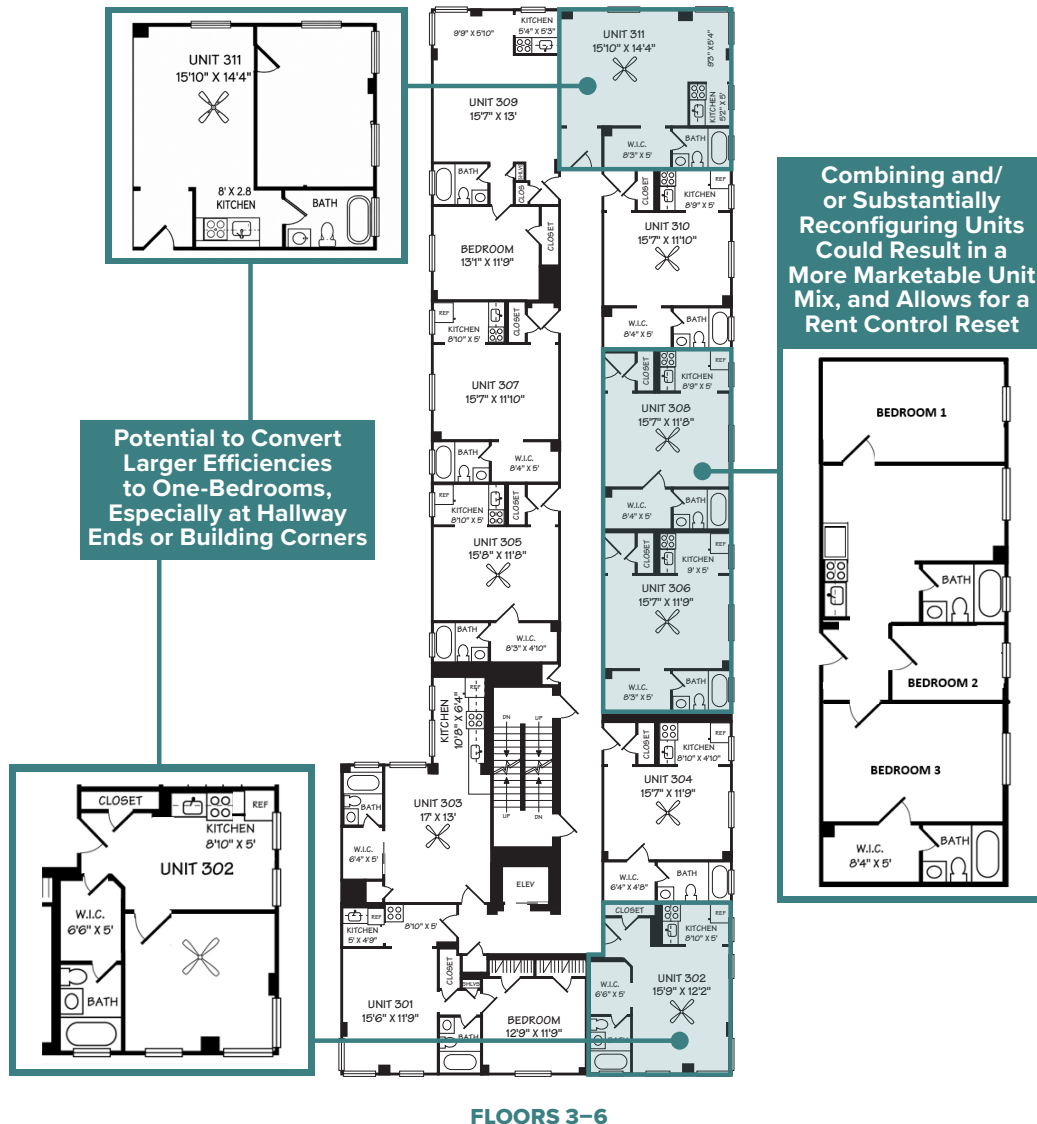 UNIT 311
15'10" X 14'4"
8' X 2.8
KITCHEN
BATH
Potential to Convert
Larger Efficiencies
to One-Bedrooms,
Especially at Hallway
Ends or Building Corners
CLOSET
REF
KITCHEN
8'10" X 5'
UNIT 302
W.I.C.
6'6" X 5'
BATH
9'9" X 5'10"
KITCHEN
5'4" X 5'3"
UNIT 309
15'7" X 13'
BATH
SHLVS
CLOS
BEDROOM
13'1" X 11'9"
CLOSET
REF
KITCHEN
8'10" X 5'
CLOSET
UNIT 307
15'7" X 11'10"
BATH
W.I.C.
8'4" X 5'
REF
KITCHEN
8'10" X 5'
CLOSET
UNIT 305
15'8" X 11'8"
BATH
W.I.C.
8'3" X 4'10"
KITCHEN
10'8" X 6'4"
REF
DN
UP
UP
DN
BATH
UNIT 303
17' X 13'
W.I.C.
6'4" X 5'
ELEV
KITCHEN
5' X 4'9"
REF
8'10" X 5'
CLOSET
SHLVS
UNIT 301
15'6" X 11'9"
BATH
BEDROOM
12'9" X 11'9"
UNIT 311
15'10" X 14'4"
9'3" X 5'4"
KITCHEN
5'2" X 5'
W.I.C.
8'3" X 5'
BATH
CLOSET
REF
KITCHEN
8'9" X 5'
UNIT 310
15'7" X 11'10"
W.I.C.
8'4" X 5'
BATH
CLOSET
REF
KITCHEN
8'9" X 5'
UNIT 308
15'7" X 11'8"
W.I.C.
8'4" X 5'
BATH
CLOSET
REF
KITCHEN
9' X 5'
UNIT 306
15'7" X 11'9"
W.I.C.
8'3" X 5'
BATH
CLOSET
REF
KITCHEN
8'10" X 4'10"
UNIT 304
15'7" X 11'9"
W.I.C.
6'4" X 4'8"
BATH
CLOSET
REF
KITCHEN
8'10" X 5'
UNIT 302
15'9" X 12'2"
W.I.C.
6'6" X 5'
BATH
Combining and/
or Substantially
Reconfiguring Units
Could Result in a
More Marketable Unit
Mix, and Allows for a
Rent Control Reset
BEDROOM 1
BATH
BEDROOM 2
BEDROOM 3
W.I.C.
8'4" X 5'
BATH
FLOORS 3–6